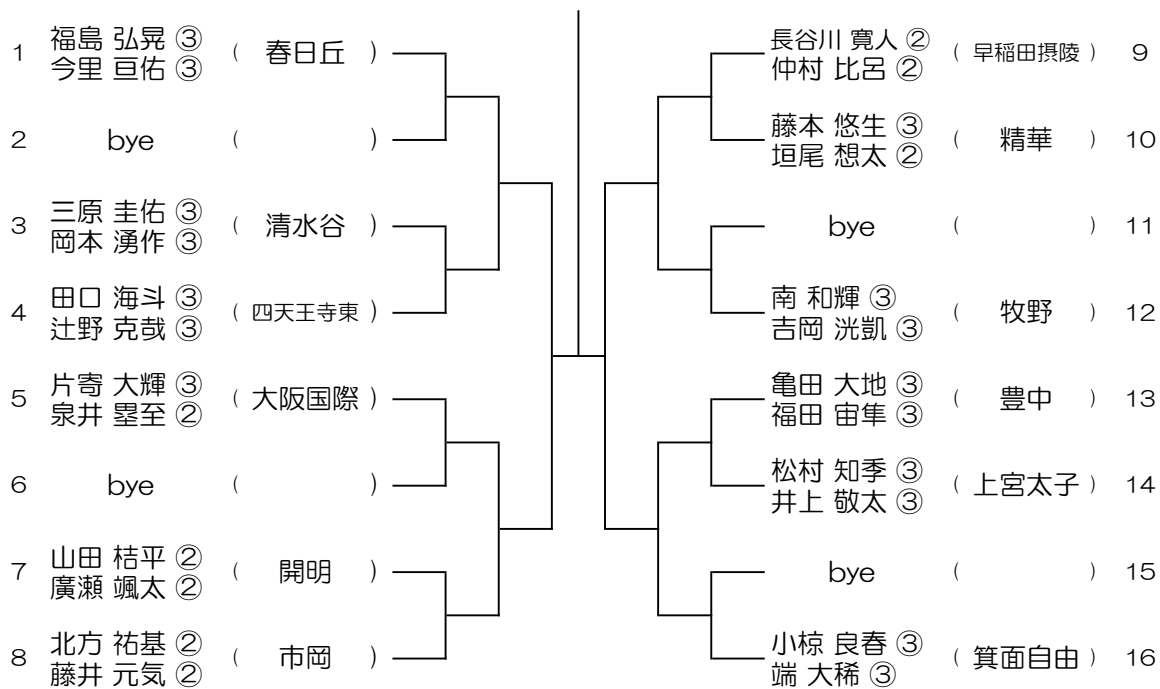 福島 弘晃 ③
1 ( 春日丘 )
今里 亘佑 ③
2 bye ( )
三原 圭佑 ③
3 ( 清水谷 )
岡本 湧作 ③
田口 海斗 ③
4 ( 四天王寺東 )
辻野 克哉 ③
片寄 大輝 ③
5 ( 大阪国際 )
泉井 塁至 ②
6 bye ( )
山田 桔平 ②
7 ( 開明 )
廣瀬 颯太 ②
北方 祐基 ②
8 ( 市岡 )
藤井 元気 ②
長谷川 寛人 ②
( 早稲田摂陵 ) 9
仲村 比呂 ②
藤本 悠生 ③
( 精華 ) 10
垣尾 想太 ②
bye ( ) 11
南 和輝 ③
( 牧野 ) 12
吉岡 洸凱 ③
亀田 大地 ③
( 豊中 ) 13
福田 宙隼 ③
松村 知季 ③
( 上宮太子 ) 14
井上 敬太 ③
bye ( ) 15
小椋 良春 ③
( 箕面自由 ) 16
端 大稀 ③